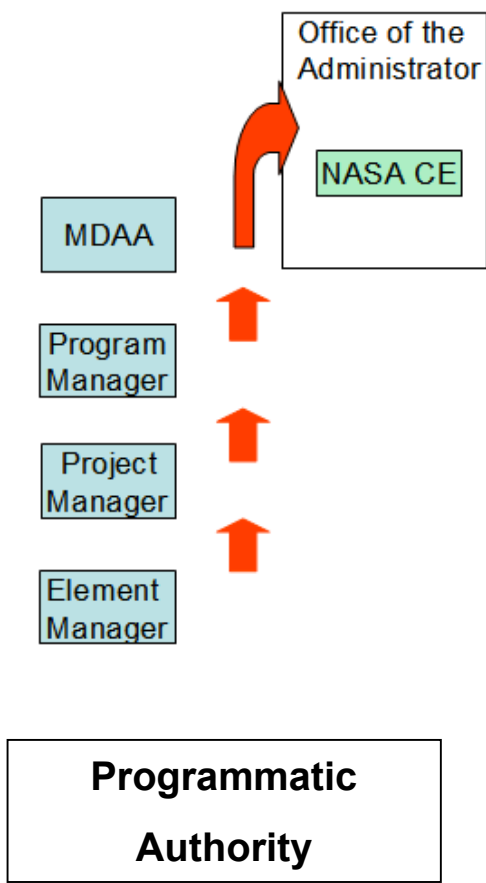 Office of the
Administrator
NASA CE
MDAA
Program
Manager
Project
Manager
Element
Manager
Programmatic
Authority